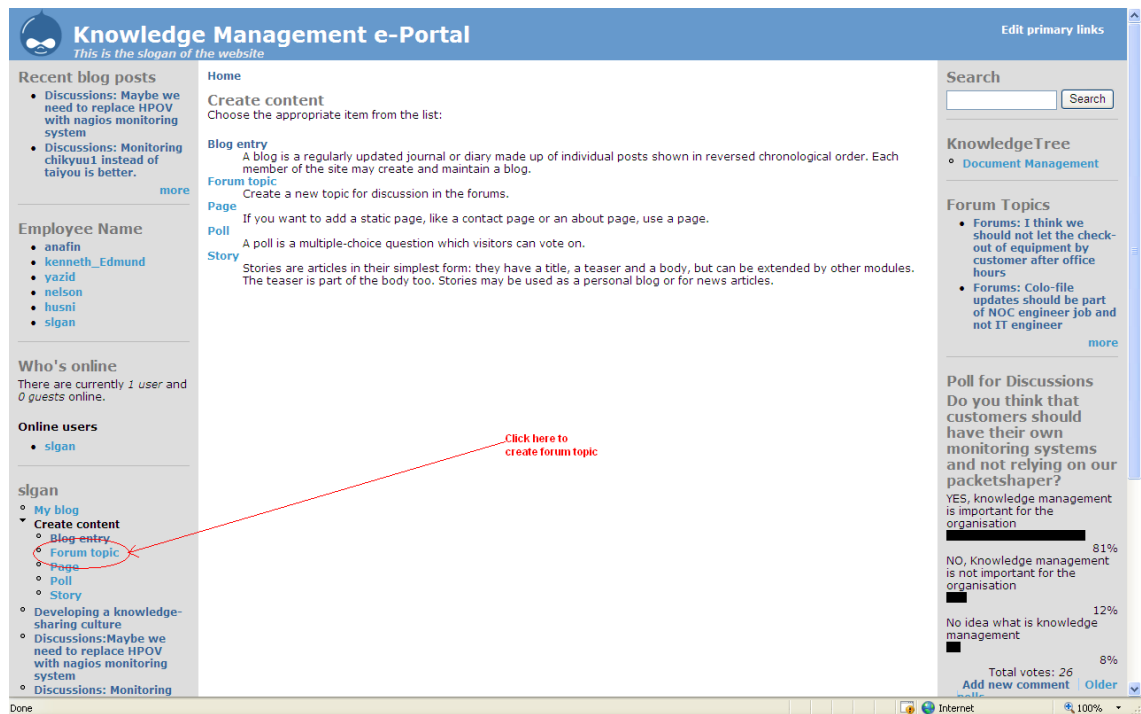 Knowledge Management e-Portal
This is the slogan of the website
Edit primary links
Recent blog posts
Discussions: Maybe we
need to replace HPOV
with nagios monitoring
system
Discussions: Monitoring
chikyuu1 instead of
taiyou is better.
more
Employee Name
anafin
kenneth_Edmund
yazid
nelson
husni
slgan
Who's online
There are currently 1 user and
0 guests online.
Online users
slgan
slgan
My blog
Create content
Blog entry
Forum topic
Page
Poll
Story
Developing a knowledge-
sharing culture
Discussions:Maybe we
need to replace HPOV
with nagios monitoring
system
Discussions: Monitoring
Home
Create content
Choose the appropriate item from the list:
Blog entry
A blog is a regularly updated journal or diary made up of individual posts shown in reversed chronological order. Each
member of the site may create and maintain a blog.
Forum topic
Create a new topic for discussion in the forums.
Page
If you want to add a static page, like a contact page or an about page, use a page.
Poll
A poll is a multiple-choice question which visitors can vote on.
Story
Stories are articles in their simplest form: they have a title, a teaser and a body, but can be extended by other modules.
The teaser is part of the body too. Stories may be used as a personal blog or for news articles.
Click here to
create forum topic
Search
Search
KnowledgeTree
Document Management
Forum Topics
Forums: I think we
should not let the check-
out of equipment by
customer after office
hours
Forums: Colo-file
updates should be part
of NOC engineer job and
not IT engineer
more
Poll for Discussions
Do you think that
customers should
have their own
monitoring systems
and not relying on our
packetshaper?
YES, knowledge management
is important for the
organisation
81%
NO, Knowledge management
is not important for the
organisation
12%
No idea what is knowledge
management
8%
Total votes: 26
Add new comment Older
polls
Done
Internet
100%